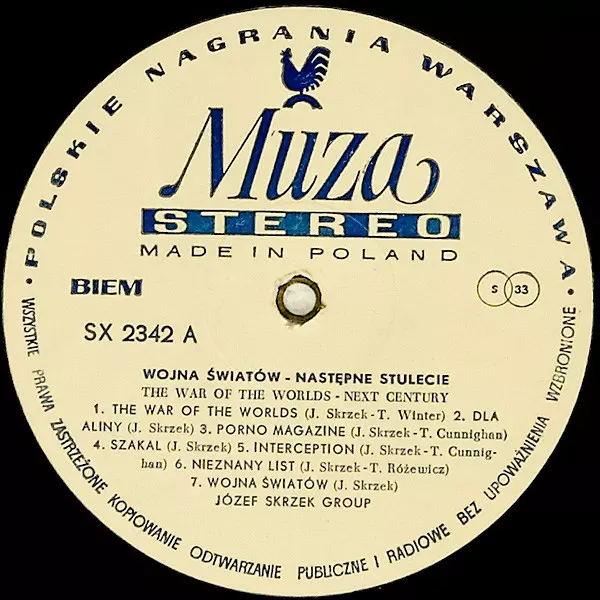 • POLSKIE NAGRANIA WARSZAWA •
Muza
STEREO
MADE IN POLAND
BIEM
S 33
SX 2342 A
WOJNA ŚWIATÓW - NASTĘPNE STULECIE
THE WAR OF THE WORLDS - NEXT CENTURY
1. THE WAR OF THE WORLDS (J. Skrzek - T. Winter) 2. DLA
ALINY (J. Skrzek) 3. PORNO MAGAZINE (J. Skrzek - T. Cunnighan)
4. SZAKAL (J. Skrzek) 5. INTERCEPTION (J. Skrzek - T. Cunnig-
han) 6. NIEZNANY LIST (J. Skrzek - T. Różewicz)
7. WOJNA ŚWIATÓW (J. Skrzek)
JÓZEF SKRZEK GROUP
WSZYSTKIE PRAWA ZASTRZEŻONE KOPIOWANIE ODTWARZANIE PUBLICZNE I RADIOWE BEZ UPOWAŻNIENIA WZBRONIONE